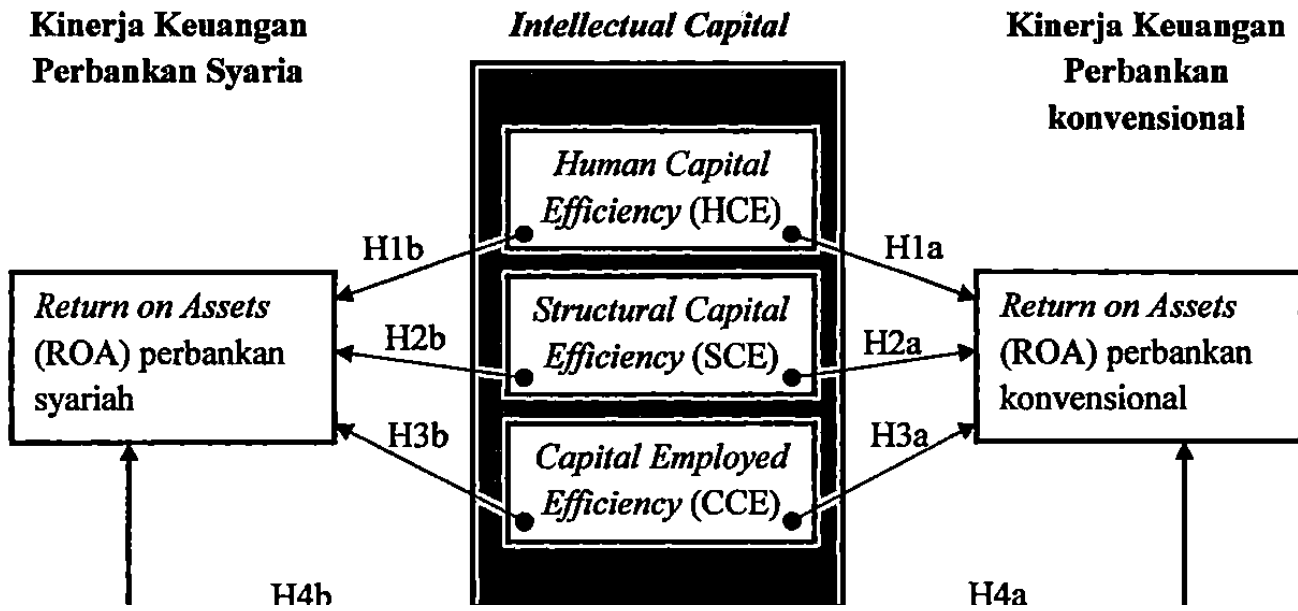 Kinerja Keuangan
Perbankan Syaria
Intellectual Capital
Kinerja Keuangan
Perbankan
konvensional
Human Capital
Efficiency (HCE)
H1b
H1a
Return on Assets
(ROA) perbankan
syariah
Structural Capital
Efficiency (SCE)
H2b
H2a
Return on Assets
(ROA) perbankan
konvensional
H3b
H3a
Capital Employed
Efficiency (CCE)
H4b
H4a